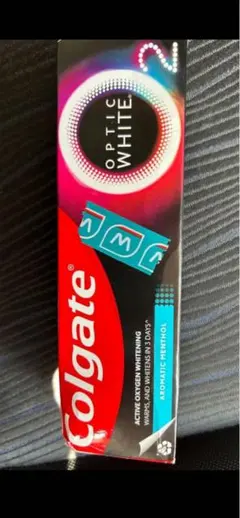 Colgate®
OPTIC
WHITE®
O2
ACTIVE OXYGEN WHITENING
WARMS, AND WHITENS IN 3 DAYS^
AROMATIC MENTHOL